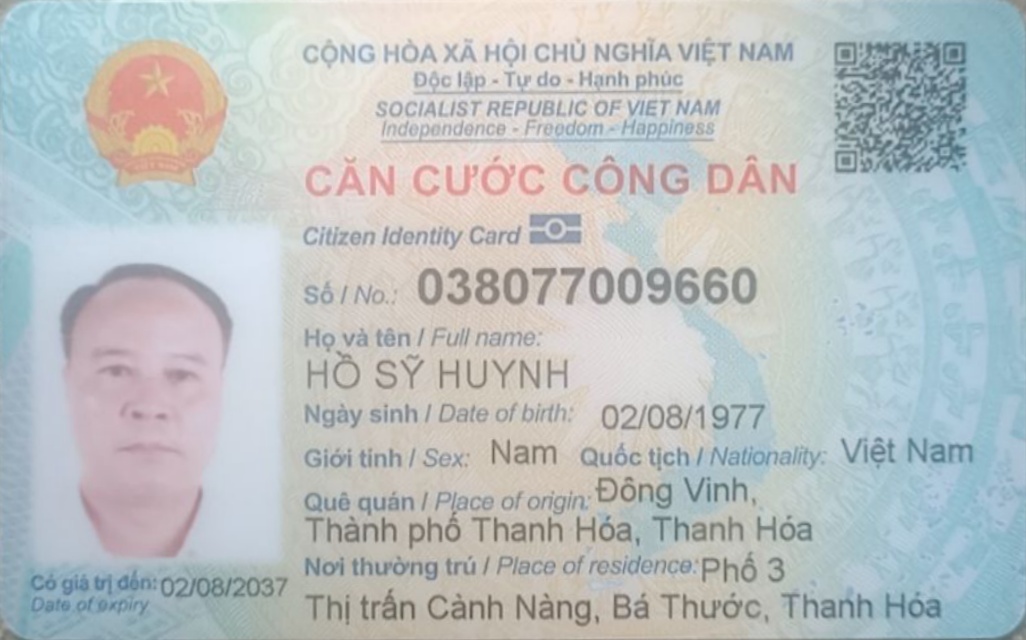 CỘNG HÒA XÃ HỘI CHỦ NGHĨA VIỆT NAM
Độc lập - Tự do - Hạnh phúc
SOCIALIST REPUBLIC OF VIET NAM
Independence - Freedom - Happiness
CĂN CƯỚC CÔNG DÂN
Citizen Identity Card
Số / No.: 038077009660
Họ và tên / Full name:
HỒ SỸ HUYNH
Ngày sinh / Date of birth: 02/08/1977
Giới tính / Sex: Nam Quốc tịch / Nationality: Việt Nam
Quê quán / Place of origin: Đông Vinh,
Thành phố Thanh Hóa, Thanh Hóa
Nơi thường trú / Place of residence: Phố 3
Thị trấn Cành Nàng, Bá Thước, Thanh Hóa
Có giá trị đến: 02/08/2037
Date of expiry